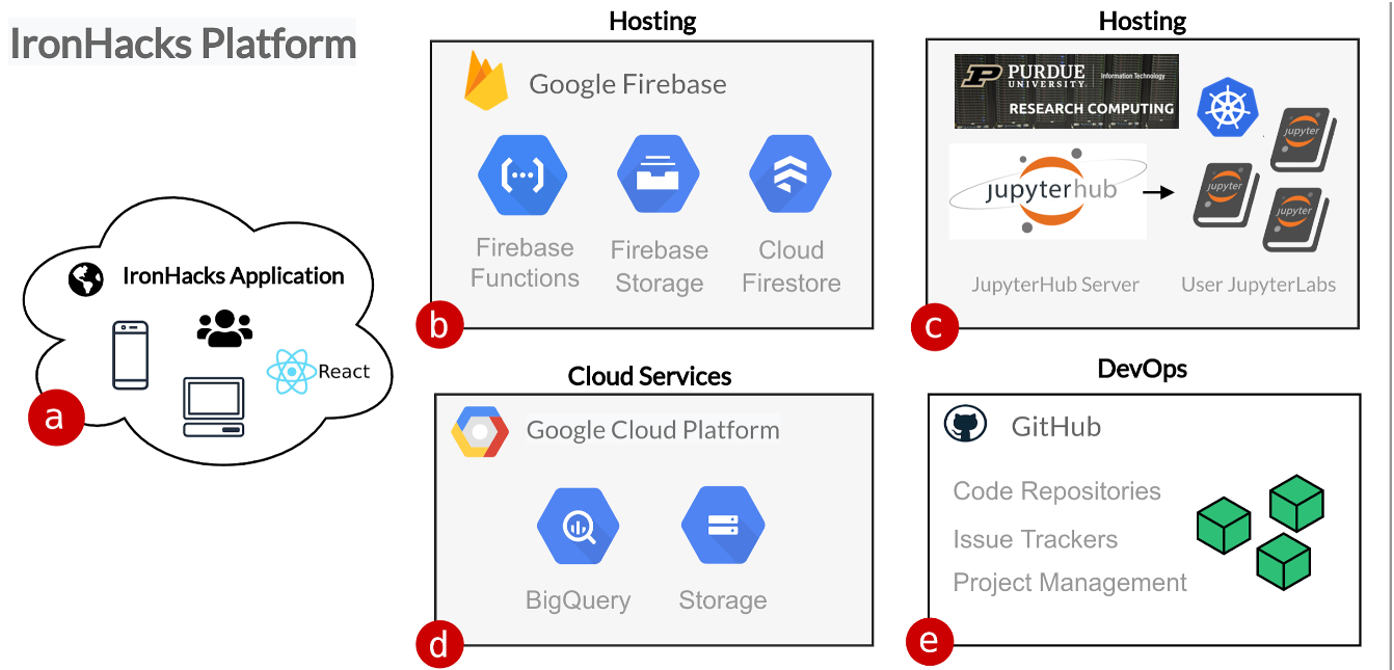 IronHacks Platform
IronHacks Application
React
a
Hosting
Google Firebase
Firebase
Functions
Firebase
Storage
Cloud
Firestore
b
Hosting
PURDUE
UNIVERSITY
Information Technology
RESEARCH COMPUTING
jupyterhub
jupyter
jupyter
jupyter
JupyterHub Server
User JupyterLabs
c
Cloud Services
Google Cloud Platform
BigQuery
Storage
d
DevOps
GitHub
Code Repositories
Issue Trackers
Project Management
e